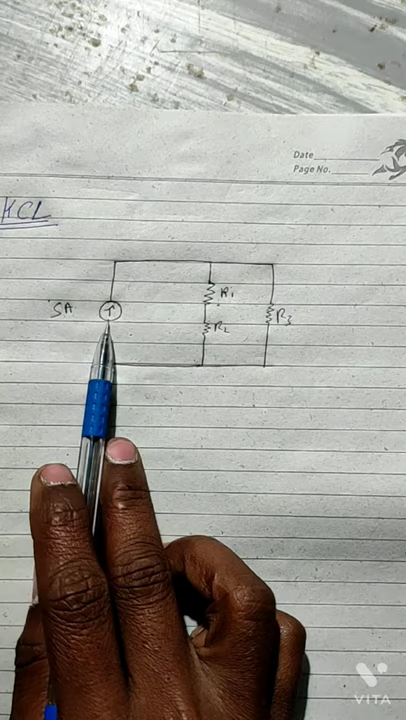 Date
Page No.
KCL
5A
R1
R2
R3
VITA